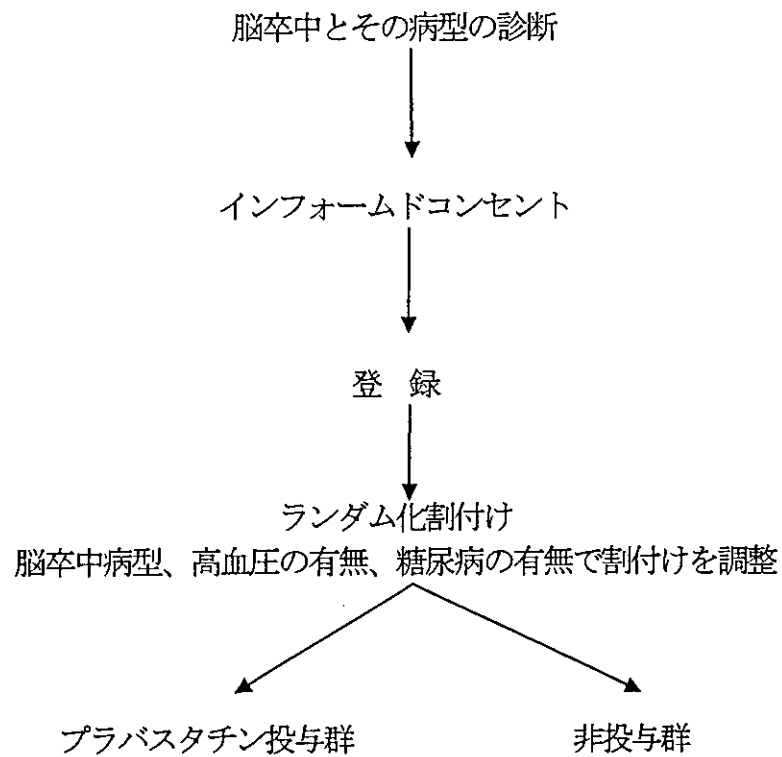 脳卒中とその病型の診断
インフォームドコンセント
登　録
ランダム化割付け
脳卒中病型、高血圧の有無、糖尿病の有無で割付けを調整
プラバスタチン投与群
非投与群